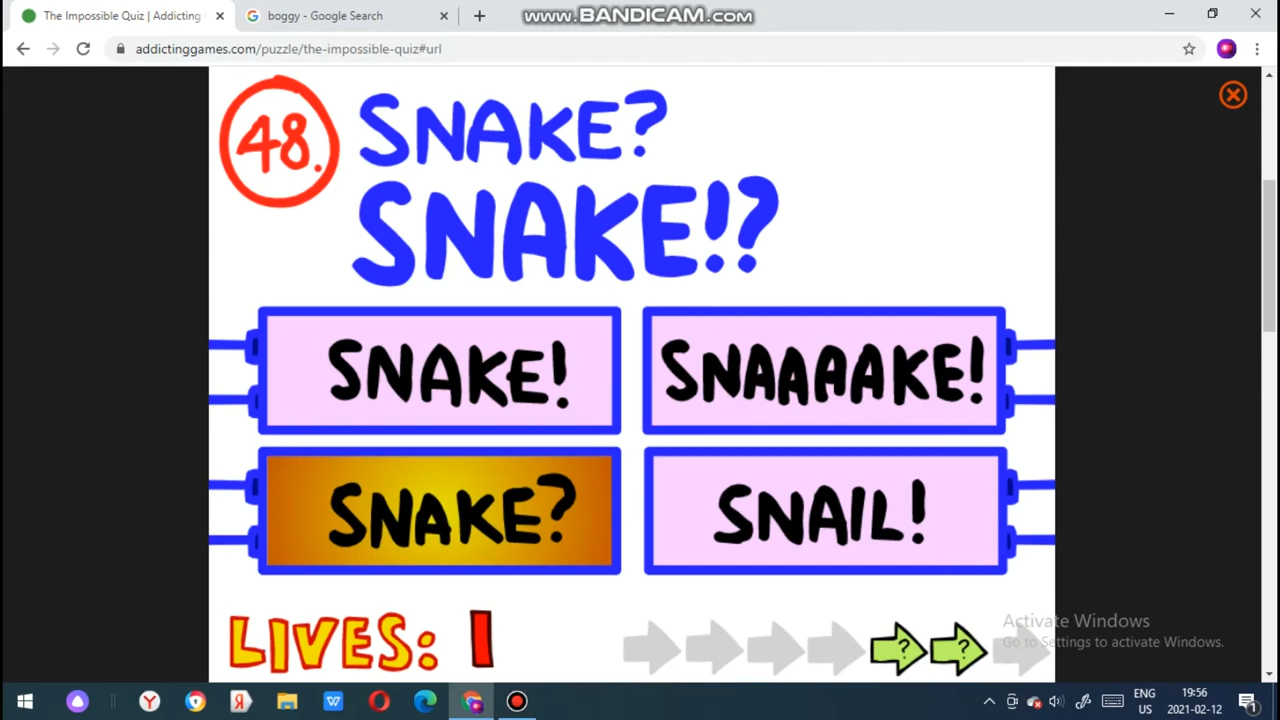 The Impossible Quiz | Addicting
boggy - Google Search
www.BANDICAM.com
addictinggames.com/puzzle/the-impossible-quiz#url
48.
SNAKE?
SNAKE!?
SNAKE!
SNAAAAKE!
SNAKE?
SNAIL!
LIVES: 1
? ?
Activate Windows
Go to Settings to activate Windows.
ENG
US
19:56
2021-02-12
1